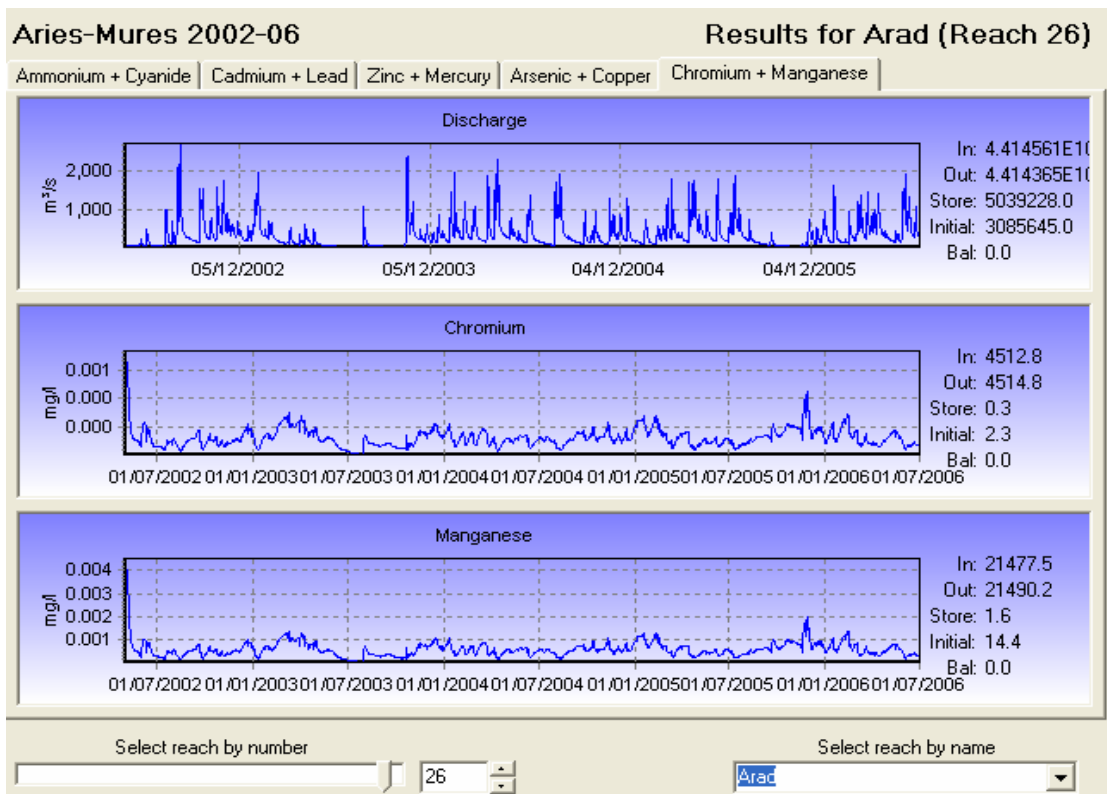 Aries-Mures 2002-06 Results for Arad (Reach 26)
Ammonium + Cyanide Cadmium + Lead Zinc + Mercury Arsenic + Copper Chromium + Manganese
Discharge
m³/s
2,000
1,000
05/12/2002 05/12/2003 04/12/2004 04/12/2005
In: 4.414561E10
Out: 4.414365E10
Store: 5039228.0
Initial: 3085645.0
Bal: 0.0
Chromium
mg/l
0.001
0.000
0.000
01/07/2002 01/01/2003 01/07/2003 01/01/2004 01/07/2004 01/01/2005 01/07/2005 01/01/2006 01/07/2006
In: 4512.8
Out: 4514.8
Store: 0.3
Initial: 2.3
Bal: 0.0
Manganese
mg/l
0.004
0.003
0.002
0.001
01/07/2002 01/01/2003 01/07/2003 01/01/2004 01/07/2004 01/01/2005 01/07/2005 01/01/2006 01/07/2006
In: 21477.5
Out: 21490.2
Store: 1.6
Initial: 14.4
Bal: 0.0
Select reach by number Select reach by name
26 Arad